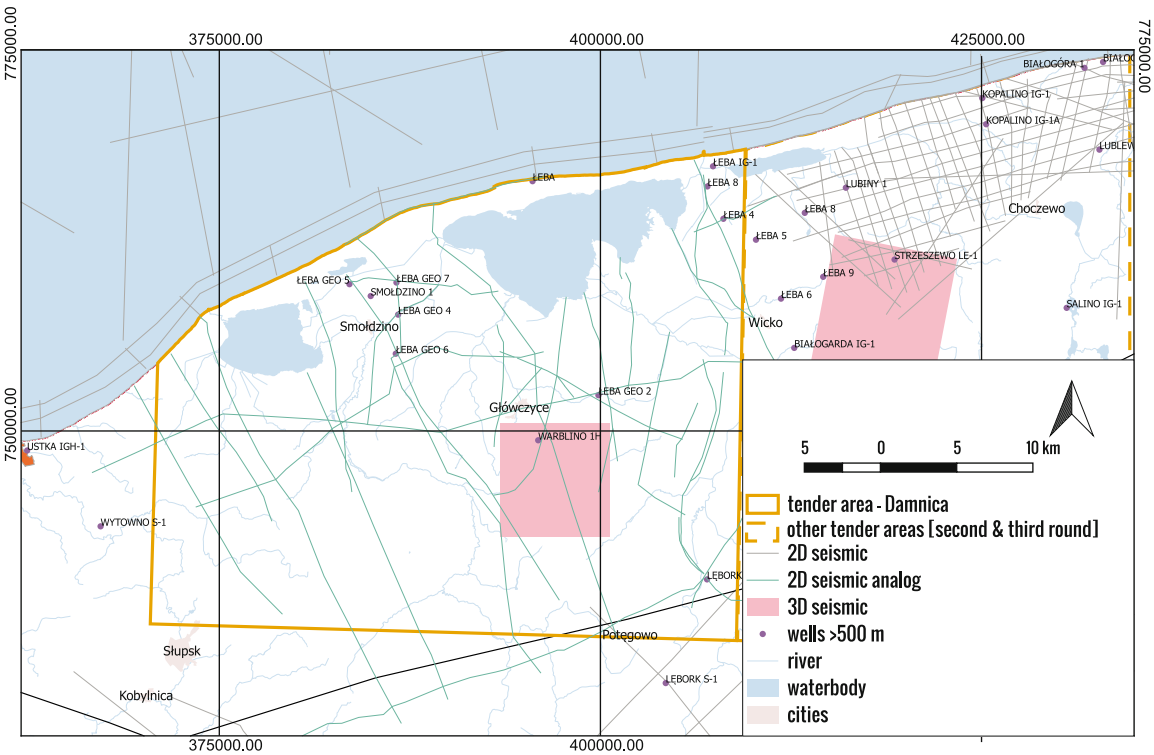 375000.00
400000.00
425000.00
775000.00
775000.00
BIAŁOGÓRA 1
KOPALINO IG-1
KOPALINO IG-1A
ŁEBA IG-1
ŁEBA
ŁEBA 8
LUBINY 1
ŁEBA 4
ŁEBA 8
Choczewo
ŁEBA 5
STRZESZEWO LE-1
ŁEBA GEO 5
ŁEBA GEO 7
ŁEBA 9
SMOŁDZINO 1
ŁEBA 6
SALINO IG-1
ŁEBA GEO 4
Smołdzino
Wicko
BIAŁOGARDA IG-1
ŁEBA GEO 6
ŁEBA GEO 2
Główczyce
750000.00
WARBLINO 1H
USTKA IGH-1
5
0
5
10 km
WYTOWNO S-1
tender area - Damnica
other tender areas [second & third round]
2D seismic
2D seismic analog
LĘBORK
3D seismic
wells >500 m
Potęgowo
Słupsk
river
LĘBORK S-1
waterbody
Kobylnica
cities
375000.00
400000.00